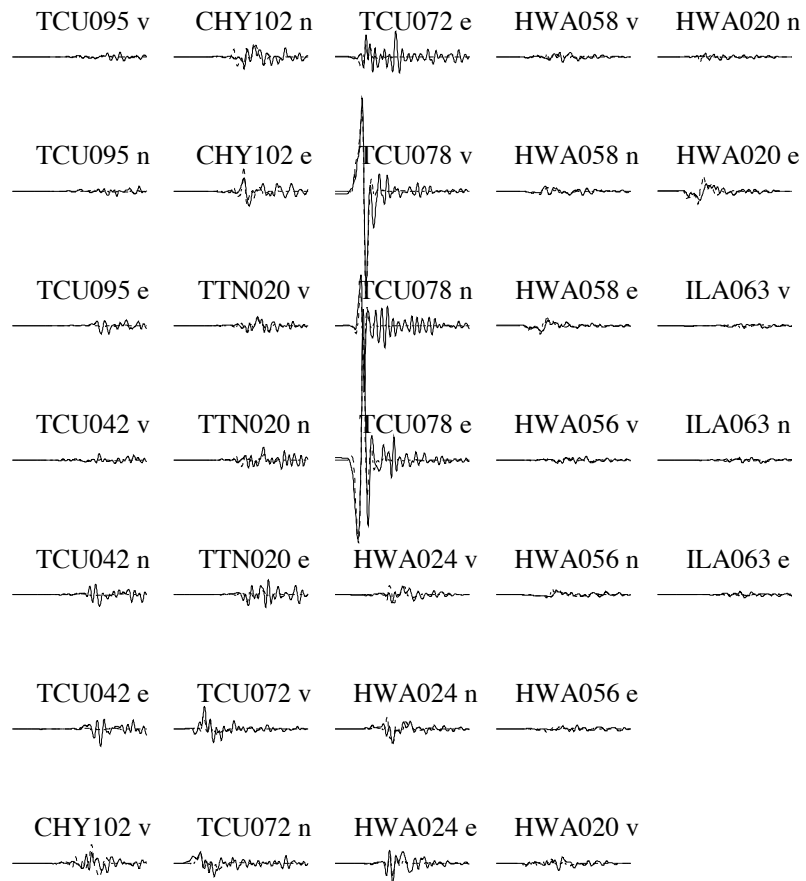 TCU095 v CHY102 n TCU072 e HWA058 v HWA020 n
TCU095 n CHY102 e TCU078 v HWA058 n HWA020 e
TCU095 e TTN020 v TCU078 n HWA058 e ILA063 v
TCU042 v TTN020 n TCU078 e HWA056 v ILA063 n
TCU042 n TTN020 e HWA024 v HWA056 n ILA063 e
TCU042 e TCU072 v HWA024 n HWA056 e
CHY102 v TCU072 n HWA024 e HWA020 v